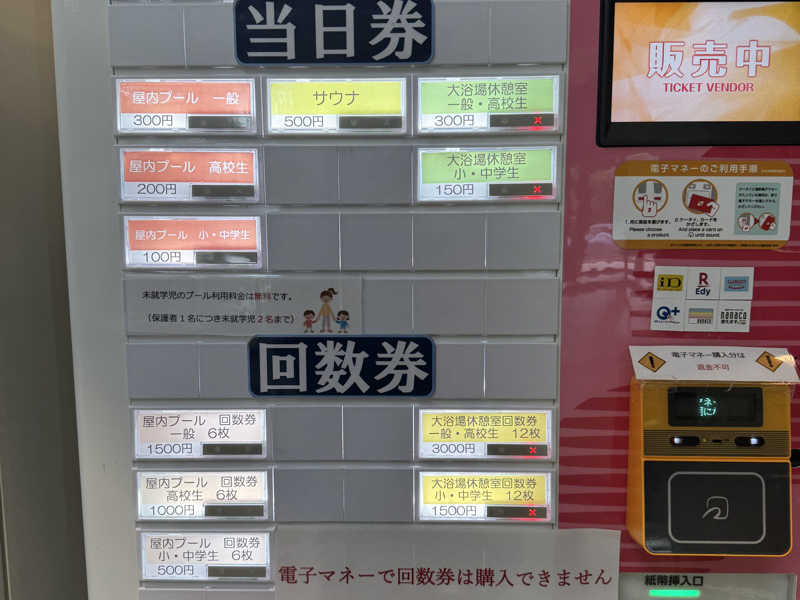 当日券
屋内プール 一般
300円
サウナ
500円
大浴場休憩室
一般・高校生
300円
×
屋内プール 高校生
200円
大浴場休憩室
小・中学生
150円
×
屋内プール 小・中学生
100円
未就学児のプール利用料金は無料です。
(保護者1名につき未就学児2名まで)
回数券
屋内プール 回数券
一般 6枚
1500円
大浴場休憩室回数券
一般・高校生 12枚
3000円
×
屋内プール 回数券
高校生 6枚
1000円
大浴場休憩室回数券
小・中学生 12枚
1500円
×
屋内プール 回数券
小・中学生 6枚
500円
電子マネーで回数券は購入できません
販売中
TICKET VENDOR
電子マネーのご利用手順
Please choose
a product.
And place a card on
until sound.
iD
R
Edy
nanaco
電子マネー購入分は
返金不可
紙幣挿入口